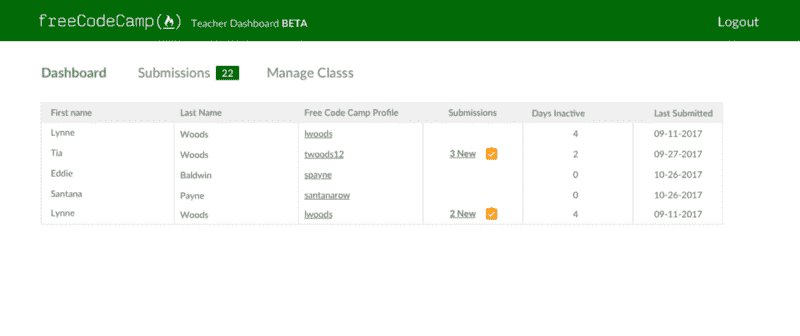 freeCodeCamp(🔥) Teacher Dashboard BETA Logout
Dashboard Submissions 22 Manage Classs
First name Last Name Free Code Camp Profile Submissions Days Inactive Last Submitted
Lynne Woods lwoods 4 09-11-2017
Tia Woods twoods12 3 New 2 09-27-2017
Eddie Baldwin spayne 0 10-26-2017
Santana Payne santanarow 0 10-26-2017
Lynne Woods lwoods 2 New 4 09-11-2017